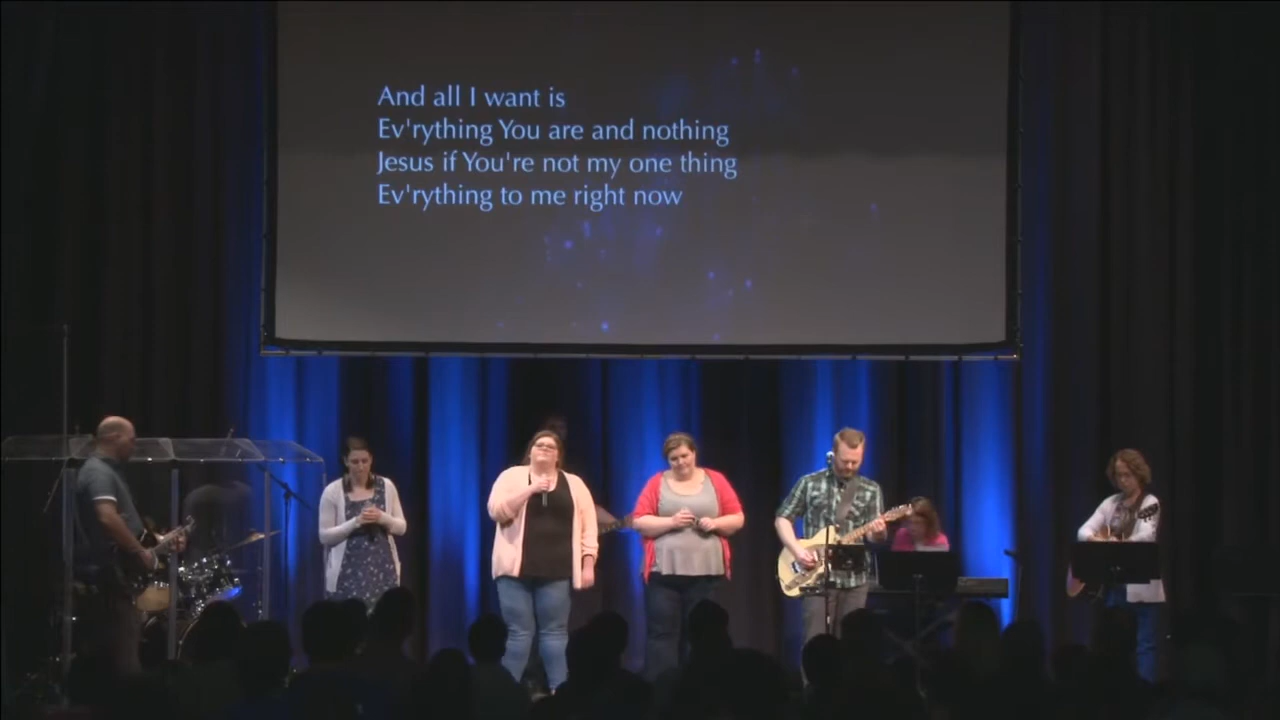 And all I want is
Ev'rything You are and nothing
Jesus if You're not my one thing
Ev'rything to me right now